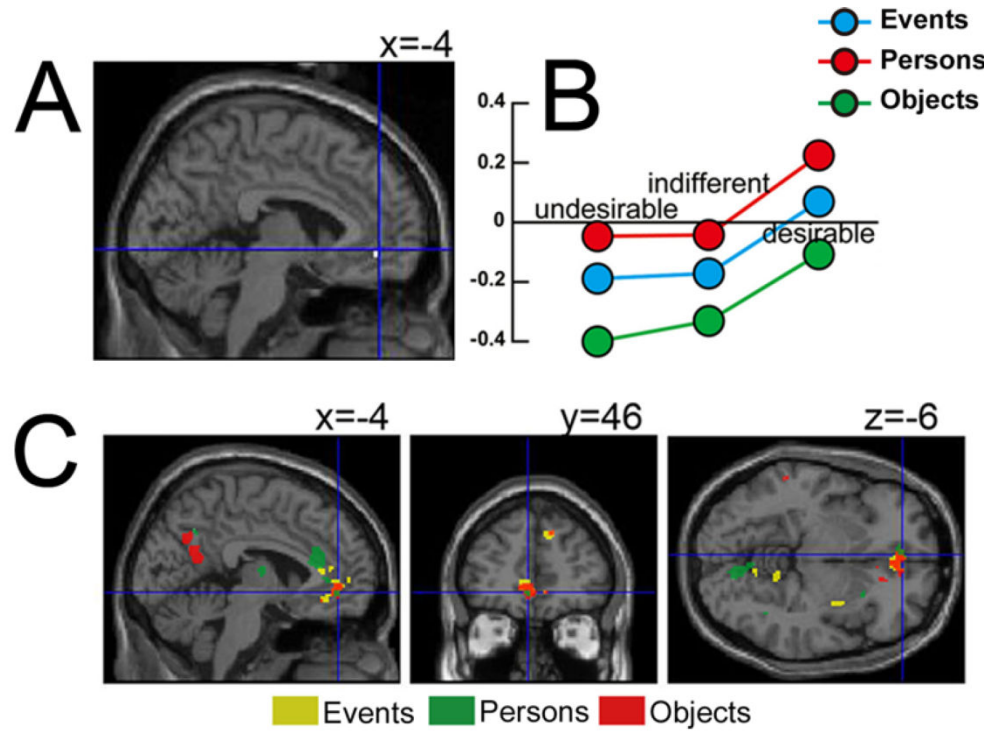 A
x=-4
B
Events
Persons
Objects
0.4
0.2
0
-0.2
-0.4
undesirable
indifferent
desirable
C
x=-4
y=46
z=-6
Events
Persons
Objects